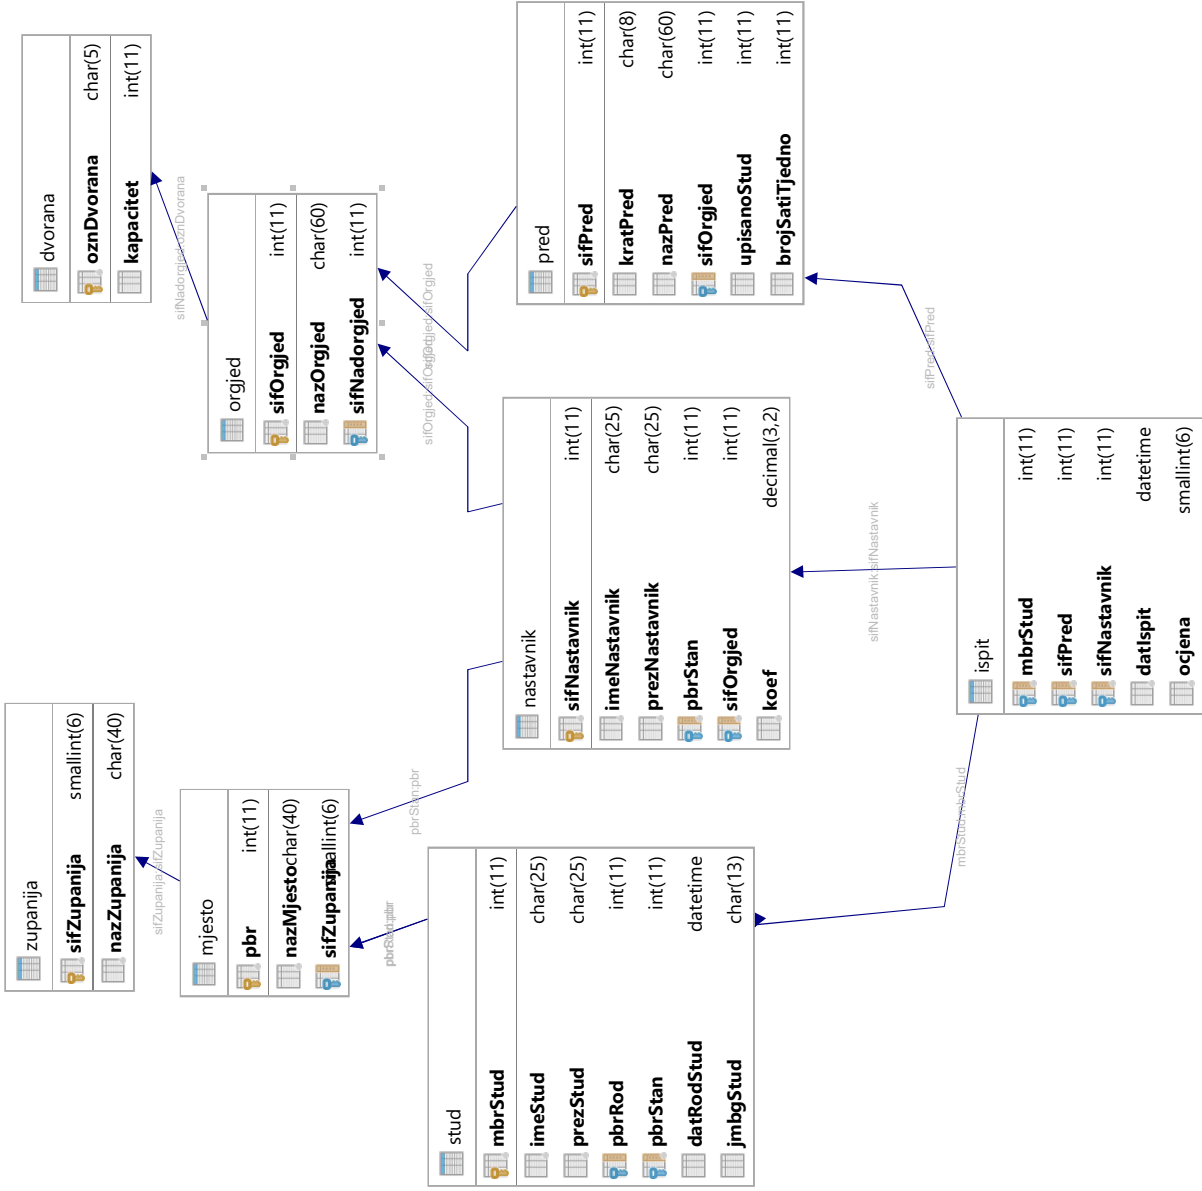 zupanija
sifZupanija smallint(6)
nazZupanija char(40)
sifZupanija:sifZupanija
mjesto
pbr int(11)
nazMjesto char(40)
sifZupanija smallint(6)
pbrStan:pbr
stud
mbrStud int(11)
imeStud char(25)
prezStud char(25)
pbrRod int(11)
pbrStan int(11)
datRodStud datetime
jmbgStud char(13)
mbrStud:mbrStud
dvorana
oznDvorana char(5)
kapacitet int(11)
sifNadorgjed:oznDvorana
orgjed
sifOrgjed int(11)
nazOrgjed char(60)
sifNadorgjed int(11)
sifOrgjed:sifOrgjed
sifOrgjed:sifOrgjed
pbrStan:pbr
nastavnik
sifNastavnik int(11)
imeNastavnik char(25)
prezNastavnik char(25)
pbrStan int(11)
sifOrgjed int(11)
koef decimal(3,2)
sifNastavnik:sifNastavnik
pred
sifPred int(11)
kratPred char(8)
nazPred char(60)
sifOrgjed int(11)
upisanoStud int(11)
brojSatiTjedno int(11)
sifPred:sifPred
ispit
mbrStud int(11)
sifPred int(11)
sifNastavnik int(11)
datIspit datetime
ocjena smallint(6)